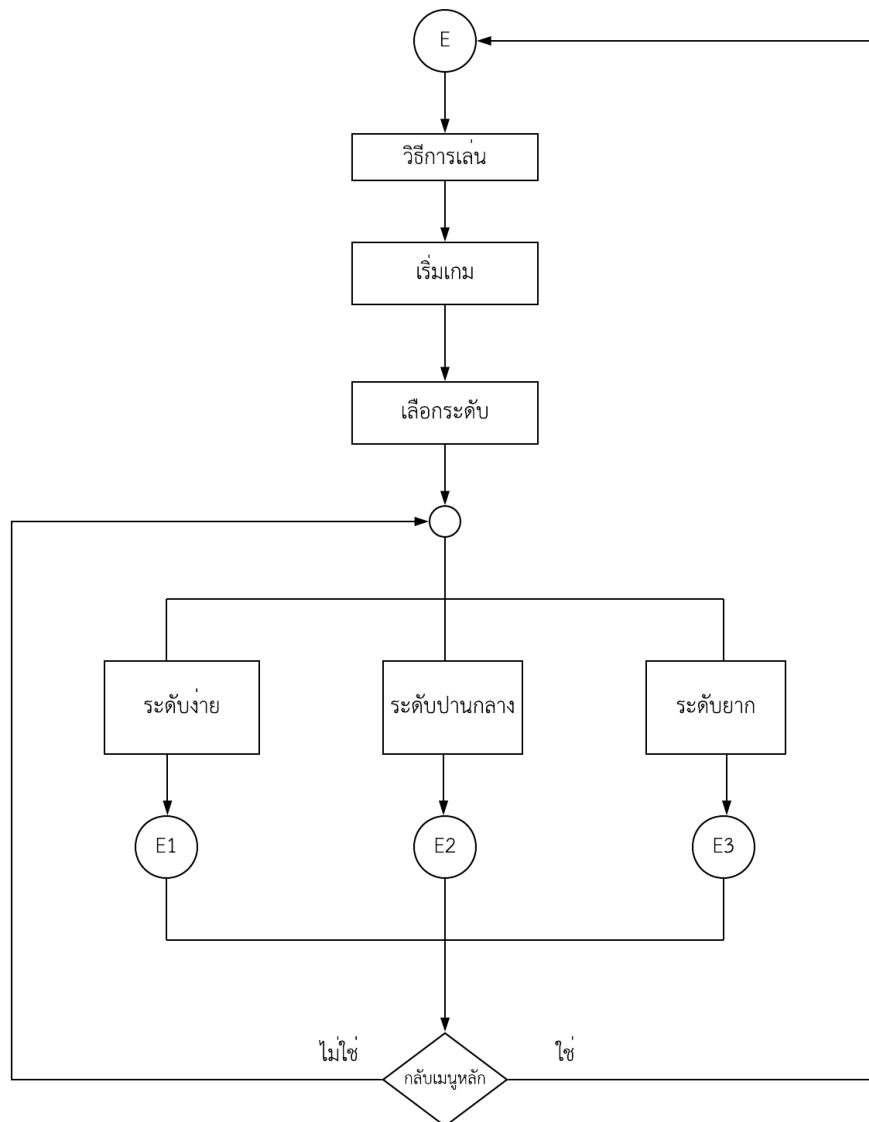 E
วิธีการเล่น
เริ่มเกม
เลือกระดับ
ระดับง่าย
ระดับปานกลาง
ระดับยาก
E1
E2
E3
ไม่ใช่
ใช่
กลับเมนูหลัก